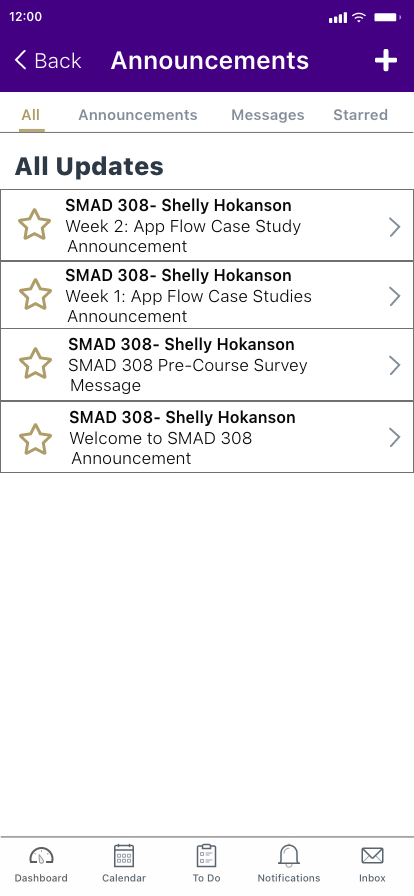 12:00
Back Announcements
All Announcements Messages Starred
All Updates
SMAD 308- Shelly Hokanson
Week 2: App Flow Case Study
Announcement
SMAD 308- Shelly Hokanson
Week 1: App Flow Case Studies
Announcement
SMAD 308- Shelly Hokanson
SMAD 308 Pre-Course Survey
Message
SMAD 308- Shelly Hokanson
Welcome to SMAD 308
Announcement
Dashboard Calendar To Do Notifications Inbox